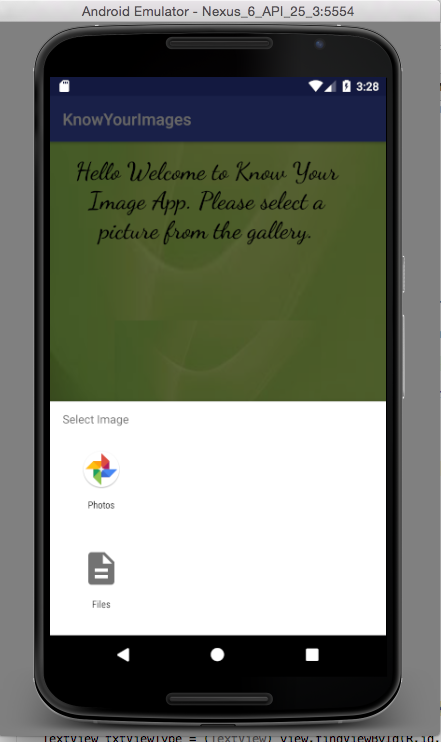 Android Emulator - Nexus_6_API_25_3:5554
3:28
KnowYourImages
Hello Welcome to Know Your
Image App. Please select a
picture from the gallery.
Select Image
Photos
Files
TextView txtViewType = (TextView) view.findViewById(R.id.